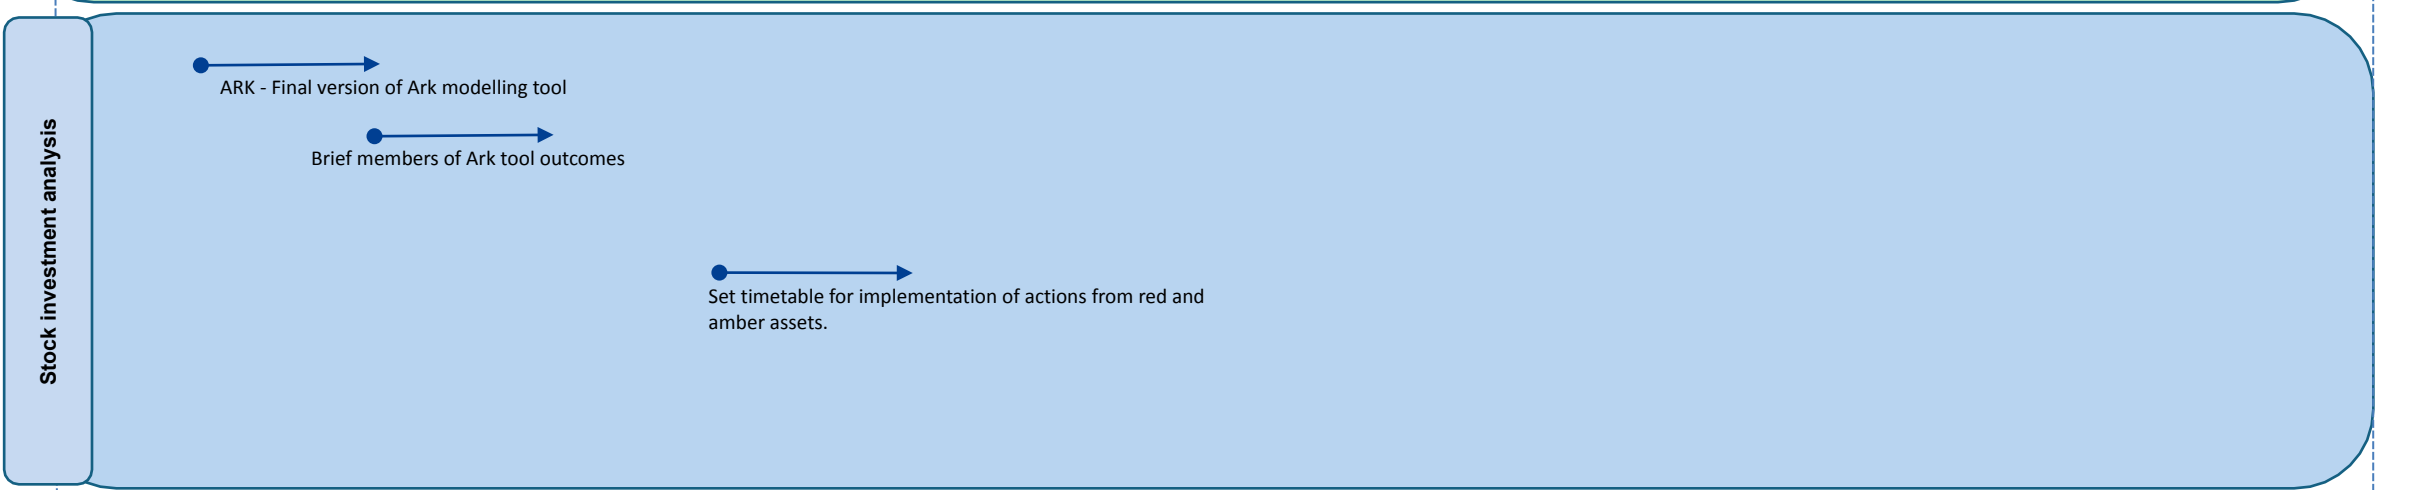 Stock investment analysis
ARK - Final version of Ark modelling tool
Brief members of Ark tool outcomes
Set timetable for implementation of actions from red and
amber assets.